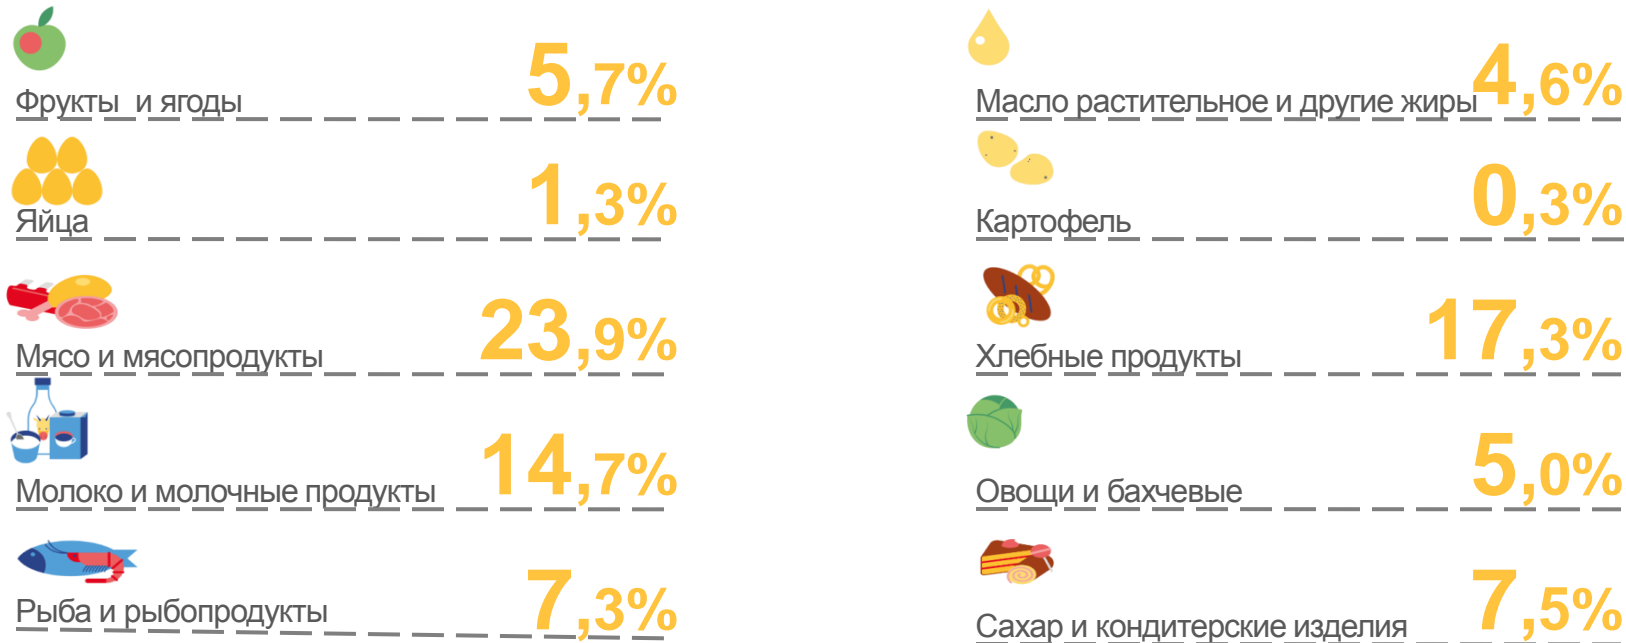 Фрукты и ягоды 5,7%
Яйца 1,3%
Мясо и мясопродукты 23,9%
Молоко и молочные продукты 14,7%
Рыба и рыбопродукты 7,3%
Масло растительное и другие жиры 4,6%
Картофель 0,3%
Хлебные продукты 17,3%
Овощи и бахчевые 5,0%
Сахар и кондитерские изделия 7,5%